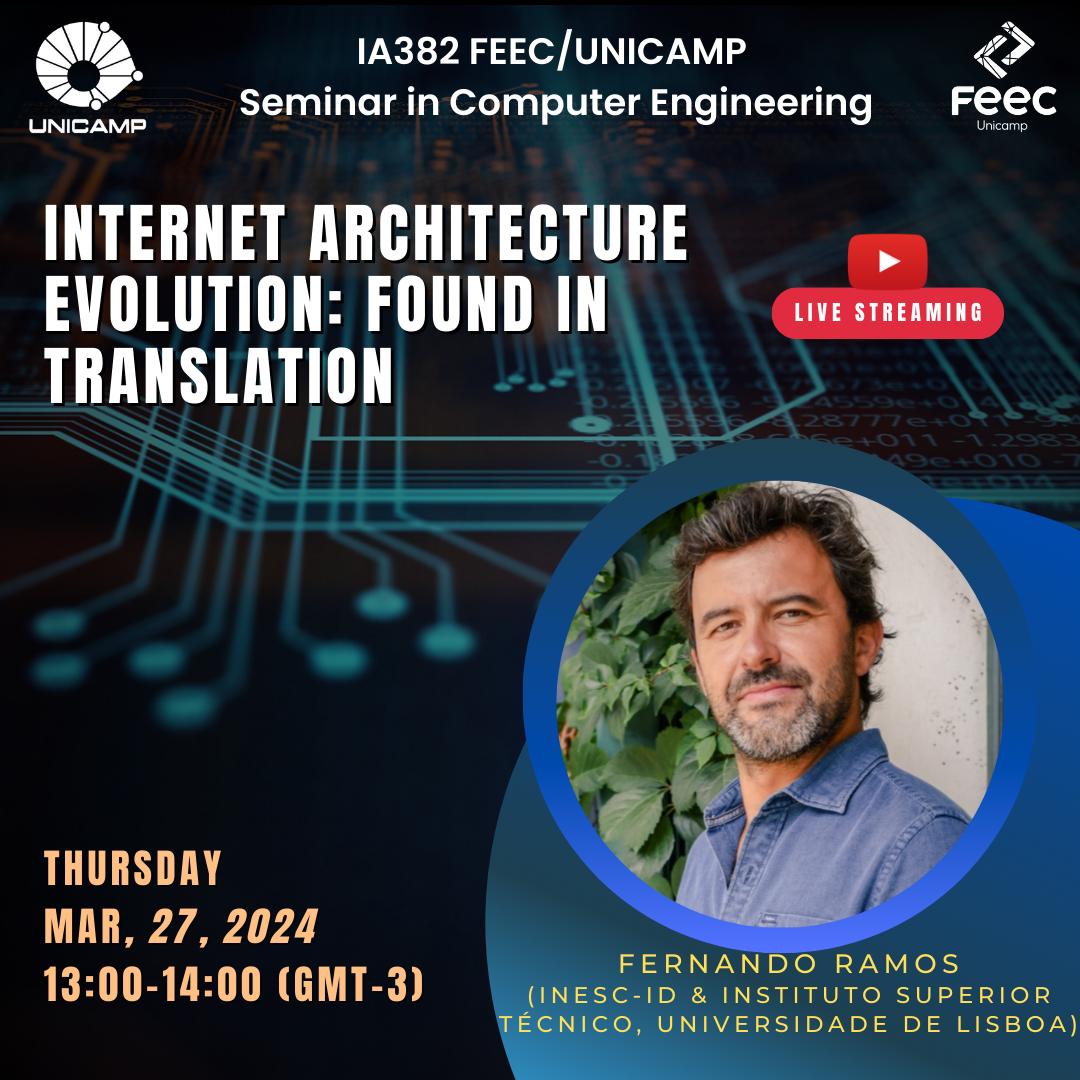 UNICAMP
IA382 FEEC/UNICAMP
Seminar in Computer Engineering
Feec
Unicamp
INTERNET ARCHITECTURE
EVOLUTION: FOUND IN
TRANSLATION
LIVE STREAMING
THURSDAY
MAR, 27, 2024
13:00-14:00 (GMT-3)
FERNANDO RAMOS
(INESC-ID & INSTITUTO SUPERIOR
TÉCNICO, UNIVERSIDADE DE LISBOA)